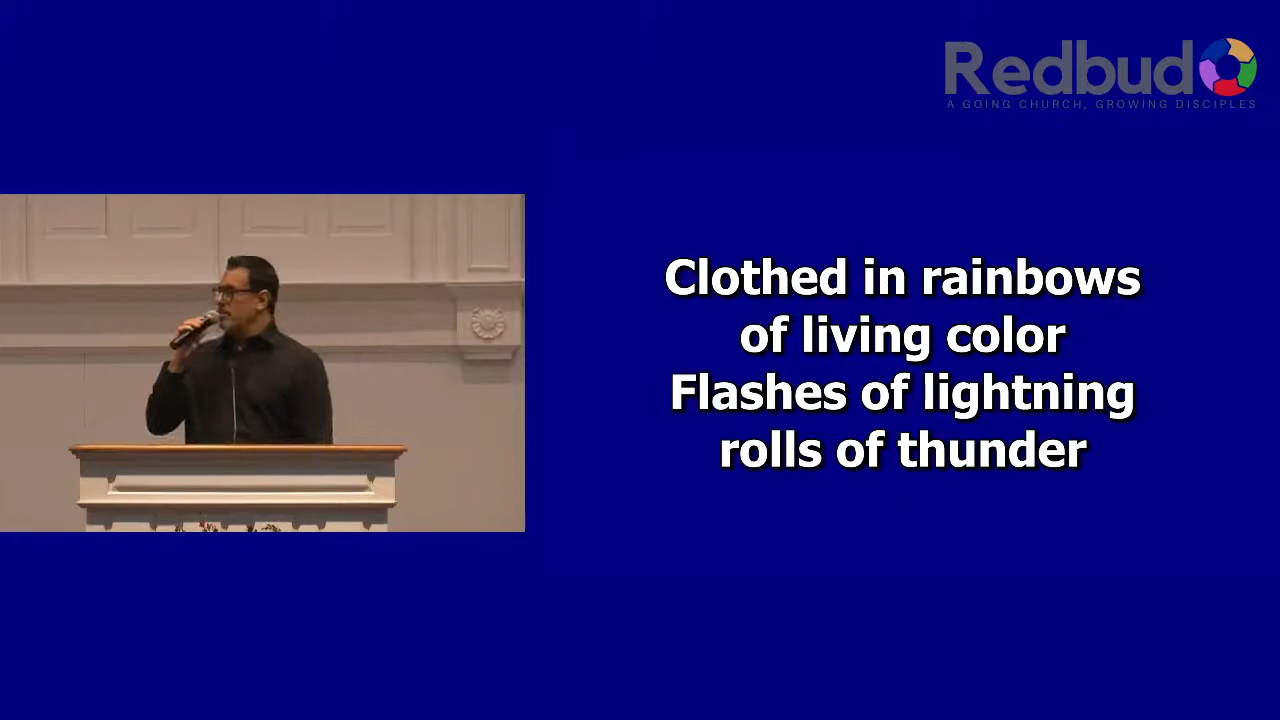 Redbud
A GOING CHURCH, GROWING DISCIPLES
Clothed in rainbows
of living color
Flashes of lightning
rolls of thunder